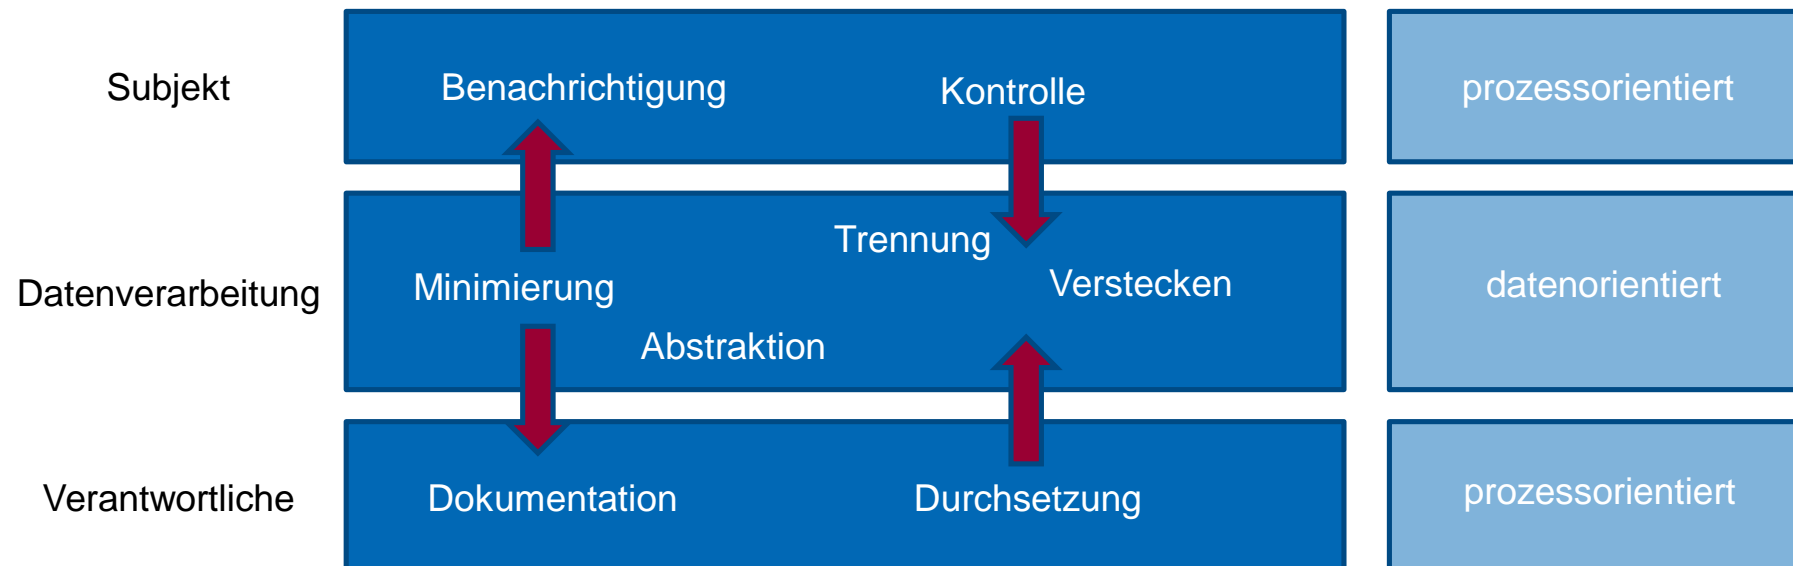 Subjekt
Benachrichtigung
Kontrolle
prozessorientiert
Datenverarbeitung
Minimierung
Trennung
Verstecken
Abstraktion
datenorientiert
Verantwortliche
Dokumentation
Durchsetzung
prozessorientiert